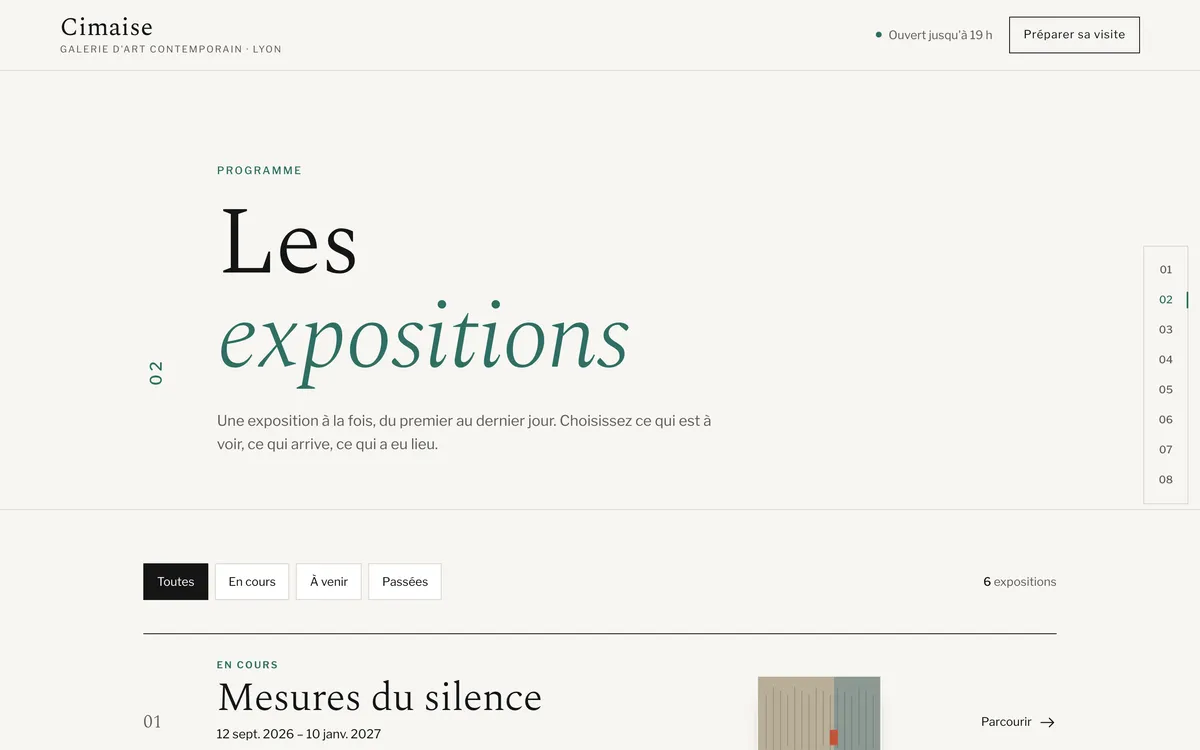 Cimaise
GALERIE D'ART CONTEMPORAIN · LYON
Ouvert jusqu'à 19 h
Préparer sa visite
PROGRAMME
Les
expositions
02
Une exposition à la fois, du premier au dernier jour. Choisissez ce qui est à
voir, ce qui arrive, ce qui a eu lieu.
01
02
03
04
05
06
07
08
Toutes
En cours
À venir
Passées
6 expositions
EN COURS
Mesures du silence
01
12 sept. 2026 – 10 janv. 2027
Parcourir →